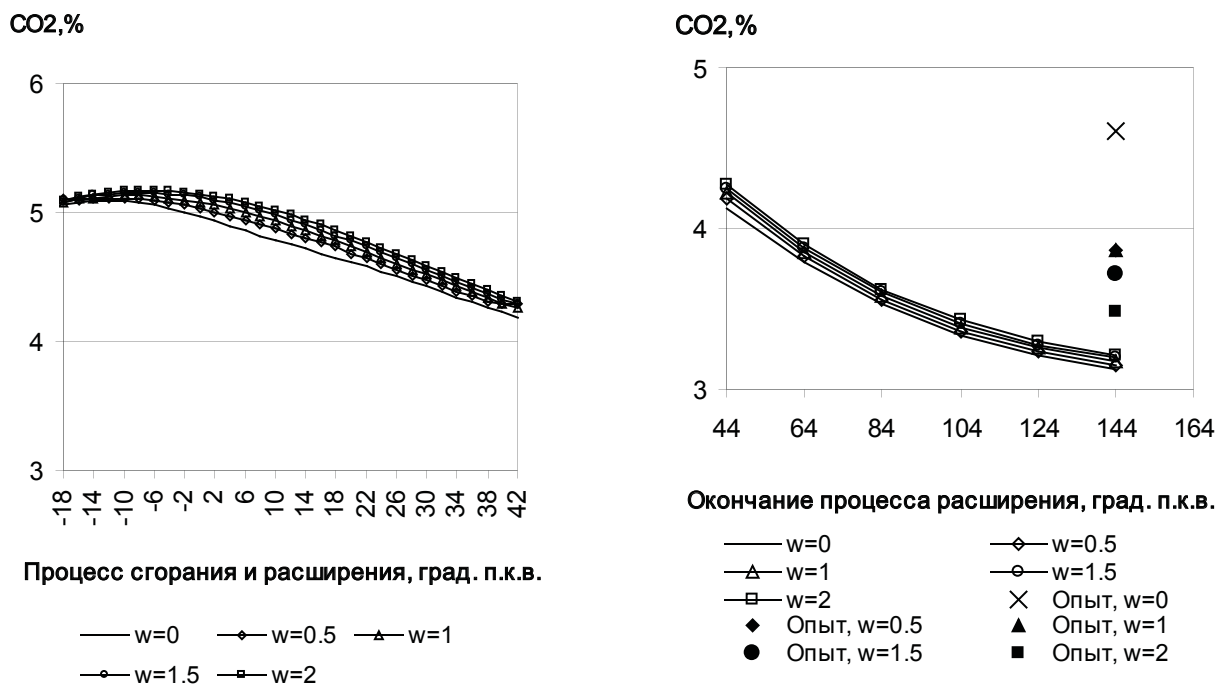 CO2,%
6
5
4
3
-18
-14
-10
-6
-2
2
6
10
14
18
22
26
30
34
38
42
Процесс сгорания и расширения, град. п.к.в.
w=0 w=0.5 w=1
w=1.5 w=2
CO2,%
5
4
3
44 64 84 104 124 144 164
Окончание процесса расширения, град. п.к.в.
w=0 w=0.5
w=1 w=1.5
w=2 Опыт, w=0
Опыт, w=0.5 Опыт, w=1
Опыт, w=1.5 Опыт, w=2